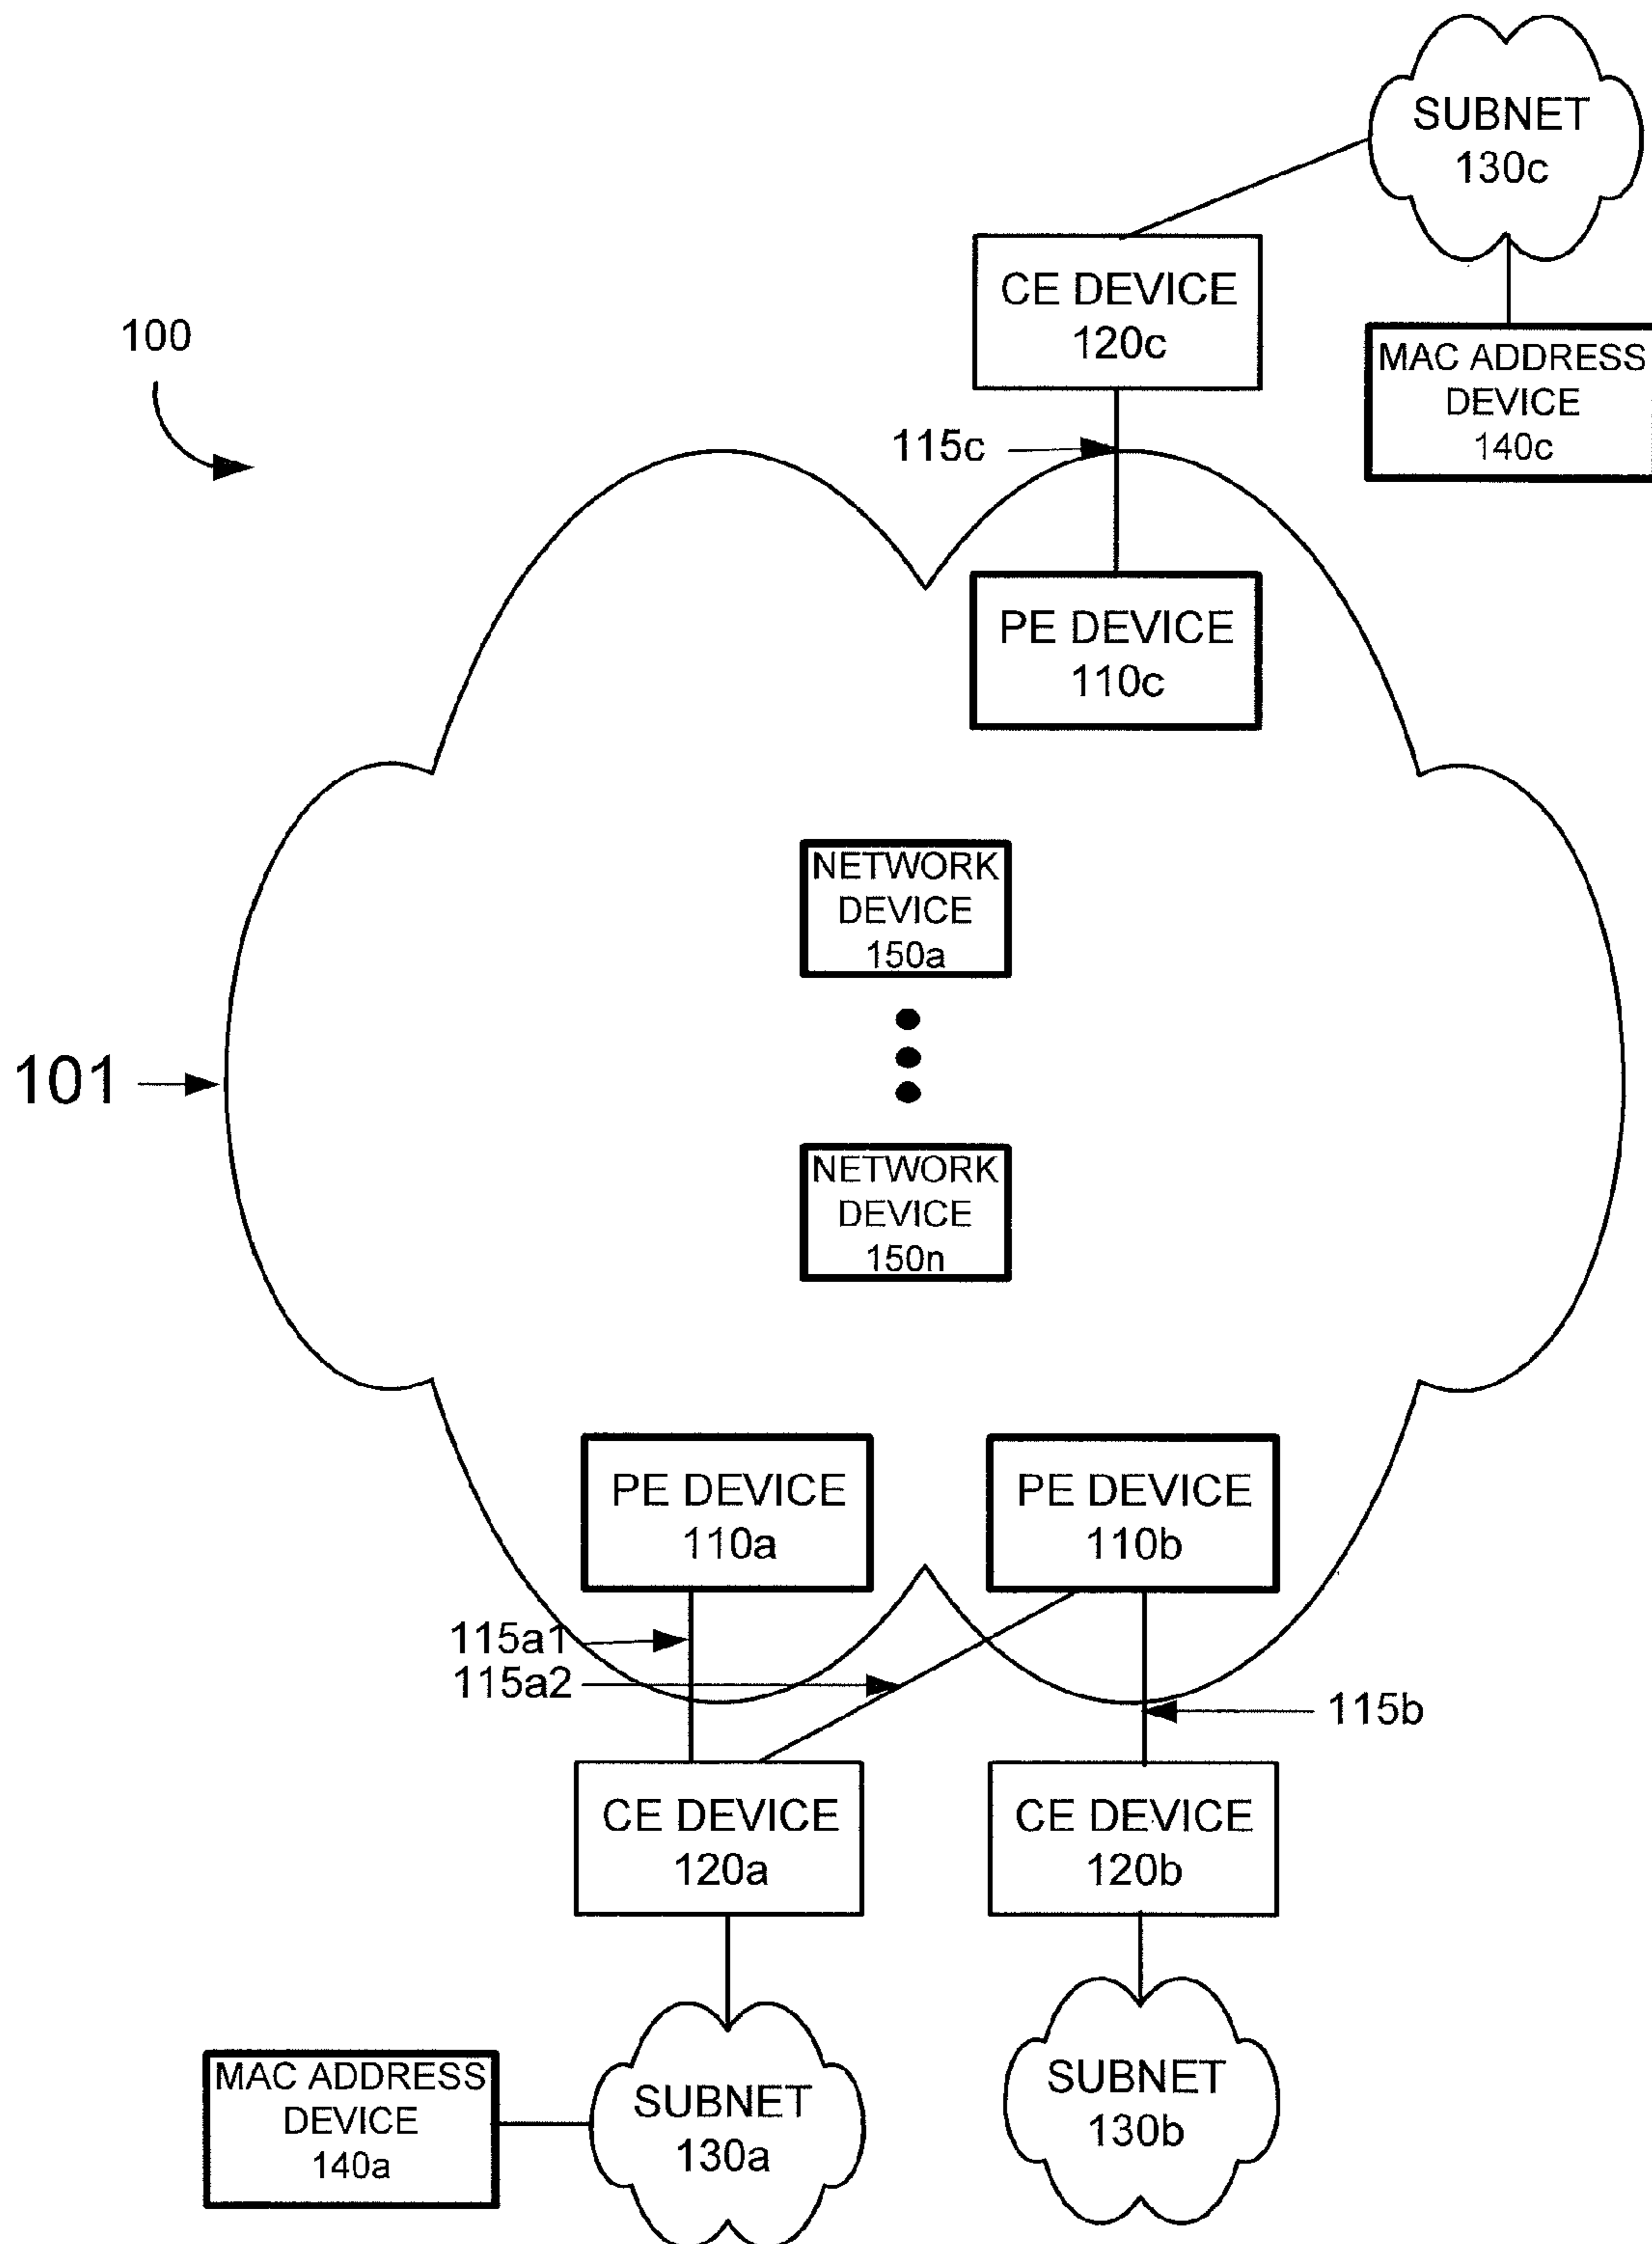 SUBNET
130c
CE DEVICE
120c
100
MAC ADDRESS
DEVICE
140c
115c
PE DEVICE
110c
NETWORK
DEVICE
150a
101
NETWORK
DEVICE
150n
PE DEVICE
110a
PE DEVICE
110b
115a1
115a2
115b
CE DEVICE
120a
CE DEVICE
120b
MAC ADDRESS
DEVICE
140a
SUBNET
130a
SUBNET
130b